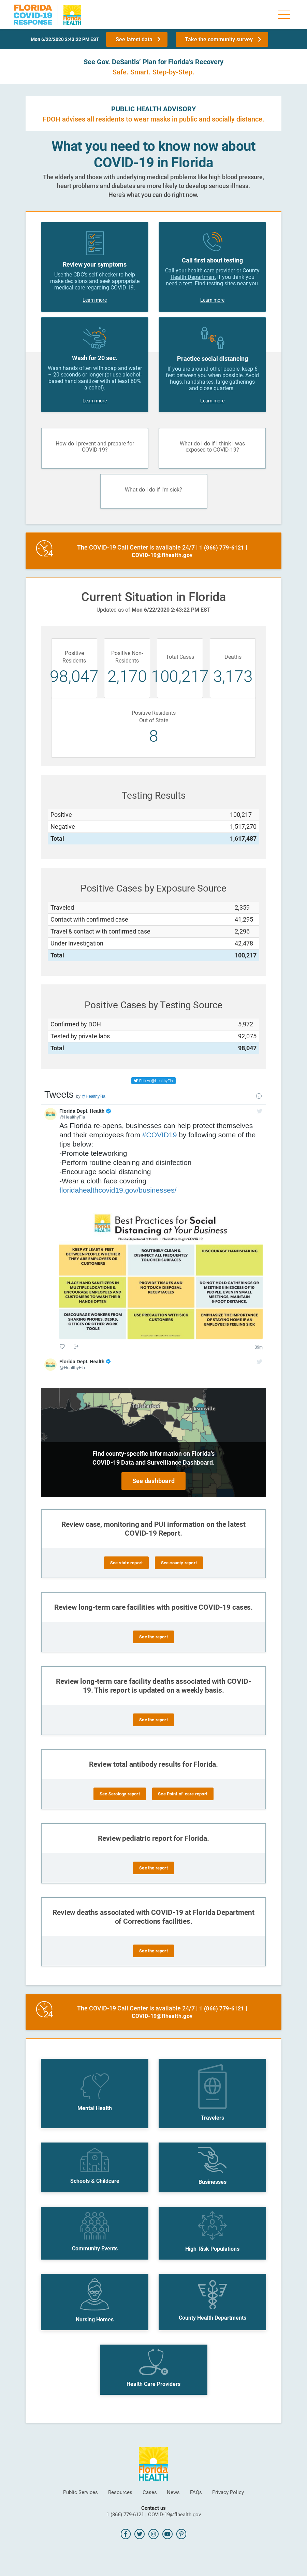 FLORIDA
COVID-19
RESPONSE
Florida
HEALTH
Mon 6/22/2020 2:43:22 PM EST
See latest data
Take the community survey
See Gov. DeSantis' Plan for Florida's Recovery
Safe. Smart. Step-by-Step.
PUBLIC HEALTH ADVISORY
FDOH advises all residents to wear masks in public and socially distance.
What you need to know now about
COVID-19 in Florida
The elderly and those with underlying medical problems like high blood pressure,
heart problems and diabetes are more likely to develop serious illness.
Here's what you can do right now.
Review your symptoms
Use the CDC's self-checker to help
make decisions and seek appropriate
medical care regarding COVID-19.
Learn more
Call first about testing
Call your health care provider or County
Health Department if you think you
need a test. Find testing sites near you.
Learn more
Wash for 20 sec.
Wash hands often with soap and water
– 20 seconds or longer (or use alcohol-
based hand sanitizer with at least 60%
alcohol).
Learn more
Practice social distancing
If you are around other people, keep 6
feet between you when possible. Avoid
hugs, handshakes, large gatherings
and close quarters.
Learn more
How do I prevent and prepare for
COVID-19?
What do I do if I think I was
exposed to COVID-19?
What do I do if I'm sick?
24
The COVID-19 Call Center is available 24/7 | 1 (866) 779-6121 |
COVID-19@flhealth.gov
Current Situation in Florida
Updated as of Mon 6/22/2020 2:43:22 PM EST
Positive
Residents
98,047
Positive Non-
Residents
2,170
Total Cases
100,217
Deaths
3,173
Positive Residents
Out of State
8
Testing Results
Positive 100,217
Negative 1,517,270
Total 1,617,487
Positive Cases by Exposure Source
Traveled 2,359
Contact with confirmed case 41,295
Travel & contact with confirmed case 2,296
Under Investigation 42,478
Total 100,217
Positive Cases by Testing Source
Confirmed by DOH 5,972
Tested by private labs 92,075
Total 98,047
Follow @HealthyFla
Tweets by @HealthyFla
Florida Dept. Health
@HealthyFla
As Florida re-opens, businesses can help protect themselves
and their employees from #COVID19 by following some of the
tips below:
-Promote teleworking
-Perform routine cleaning and disinfection
-Encourage social distancing
-Wear a cloth face covering
floridahealthcovid19.gov/businesses/
Best Practices for Social
Distancing at Your Business
Florida Department of Health • FloridaHealth.gov/COVID-19
KEEP AT LEAST 6-FEET
BETWEEN PEOPLE WHETHER
THEY ARE EMPLOYEES OR
CUSTOMERS
ROUTINELY CLEAN &
DISINFECT ALL FREQUENTLY
TOUCHED SURFACES
DISCOURAGE HANDSHAKING
PLACE HAND SANITIZERS IN
MULTIPLE LOCATIONS &
ENCOURAGE EMPLOYEES AND
CUSTOMERS TO WASH THEIR
HANDS OFTEN
PROVIDE TISSUES AND
NO-TOUCH DISPOSAL
RECEPTACLES
DO NOT HOLD GATHERINGS OR
MEETINGS IN EXCESS OF 10
PEOPLE. EVEN IN SMALL
MEETINGS, MAINTAIN
6-FOOT DISTANCE.
DISCOURAGE WORKERS FROM
SHARING PHONES, DESKS,
OFFICES OR OTHER WORK
TOOLS
USE PRECAUTION WITH SICK
CUSTOMERS
EMPHASIZE THE IMPORTANCE
OF STAYING HOME IF AN
EMPLOYEE IS FEELING SICK
Florida Dept. Health
@HealthyFla
Find county-specific information on Florida's
COVID-19 Data and Surveillance Dashboard.
See dashboard
Review case, monitoring and PUI information on the latest
COVID-19 Report.
See state report
See county report
Review long-term care facilities with positive COVID-19 cases.
See the report
Review long-term care facility deaths associated with COVID-
19. This report is updated on a weekly basis.
See the report
Review total antibody results for Florida.
See Serology report
See Point-of-care report
Review pediatric report for Florida.
See the report
Review deaths associated with COVID-19 at Florida Department
of Corrections facilities.
See the report
24
The COVID-19 Call Center is available 24/7 | 1 (866) 779-6121 |
COVID-19@flhealth.gov
Mental Health
Travelers
Schools & Childcare
Businesses
Community Events
High-Risk Populations
Nursing Homes
County Health Departments
Health Care Providers
Florida
HEALTH
Public Services Resources Cases News FAQs Privacy Policy
Contact us
1 (866) 779-6121 | COVID-19@flhealth.gov